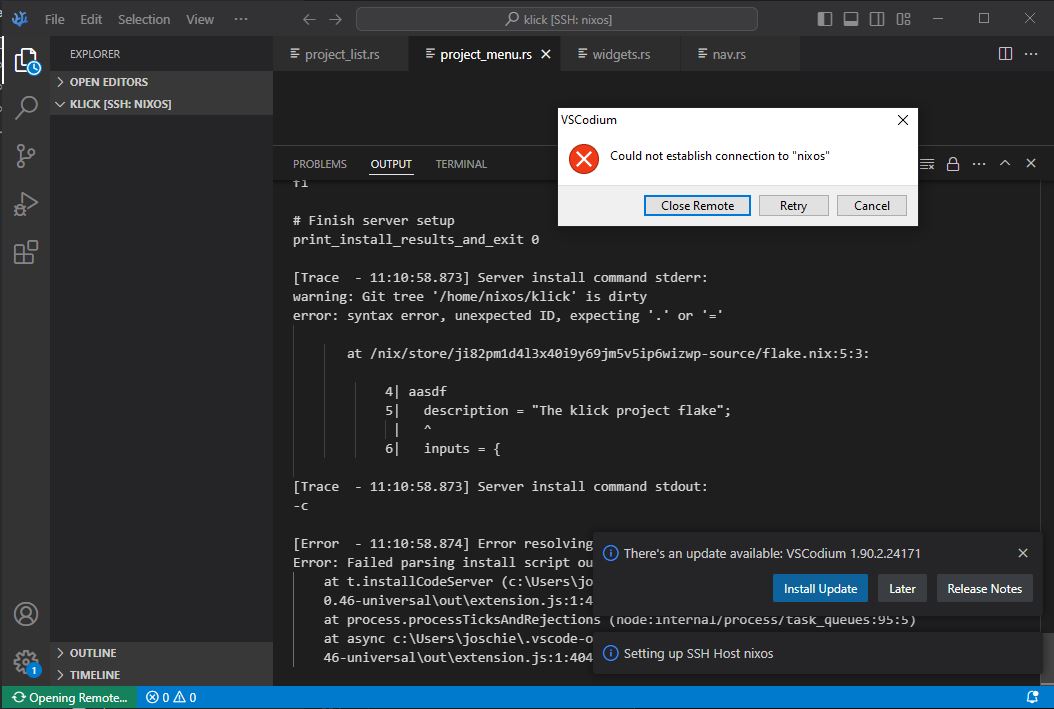 File Edit Selection View ··· klick [SSH: nixos]
EXPLORER
OPEN EDITORS
KLICK [SSH: NIXOS]
project_list.rs project_menu.rs widgets.rs nav.rs
VSCodium
Could not establish connection to "nixos"
Close Remote Retry Cancel
PROBLEMS OUTPUT TERMINAL
fi
# Finish server setup
print_install_results_and_exit 0
[Trace - 11:10:58.873] Server install command stderr:
warning: Git tree '/home/nixos/klick' is dirty
error: syntax error, unexpected ID, expecting '.' or '='
at /nix/store/ji82pm1d4l3x40i9y69jm5v5ip6wizwp-source/flake.nix:5:3:
4| aasdf
5| description = "The klick project flake";
| ^
6| inputs = {
[Trace - 11:10:58.873] Server install command stdout:
-c
[Error - 11:10:58.874] Error resolving
Error: Failed parsing install script ou
at t.installCodeServer (c:\Users\jo
0.46-universal\out\extension.js:1:4
at process.processTicksAndRejections (node:internal/process/task_queues:95:5)
at async c:\Users\joschie\.vscode-o
46-universal\out\extension.js:1:404
There's an update available: VSCodium 1.90.2.24171
Install Update Later Release Notes
Setting up SSH Host nixos
OUTLINE
TIMELINE
1
Opening Remote... 0 0